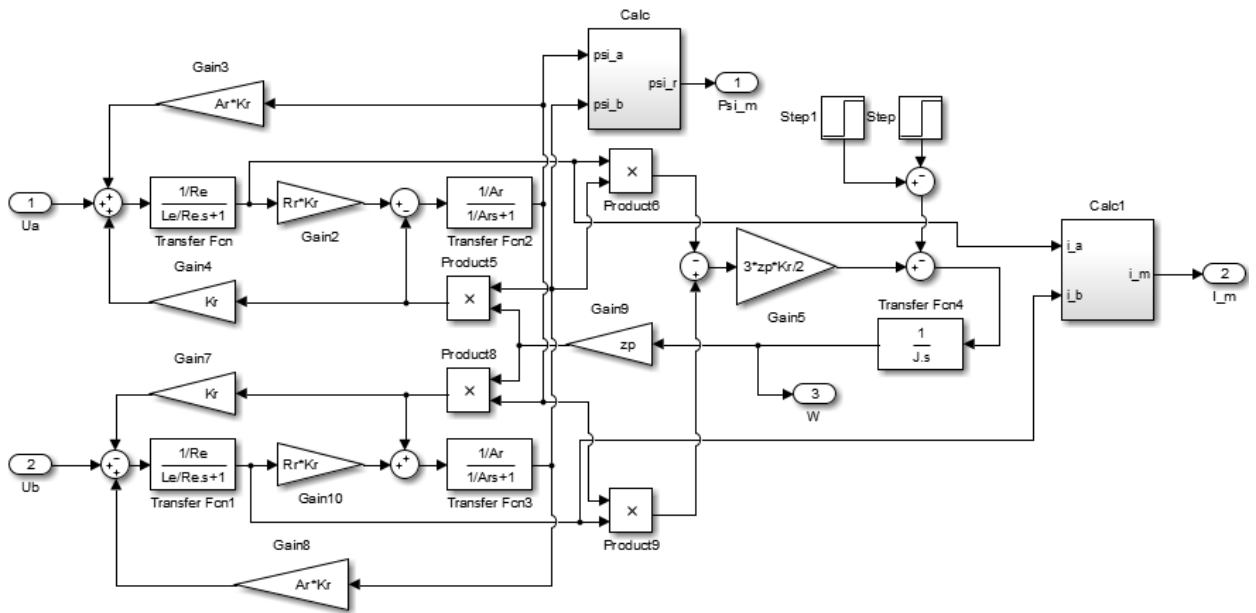 Calc
psi_a
psi_r
psi_b
1
Psi_m
Gain3
Ar*Kr
Step1
Step
1
Ua
1/Re
Le/Re.s+1
Transfer Fcn
Rr*Kr
Gain2
1/Ar
1/Ars+1
Transfer Fcn2
×
Product6
Calc1
i_a
i_m
i_b
2
I_m
Gain4
Kr
Product5
×
3*zp*Kr/2
Gain5
Transfer Fcn4
1
J.s
Gain9
zp
3
W
Gain7
Kr
Product8
×
2
Ub
1/Re
Le/Re.s+1
Transfer Fcn1
Rr*Kr
Gain10
1/Ar
1/Ars+1
Transfer Fcn3
×
Product9
Gain8
Ar*Kr